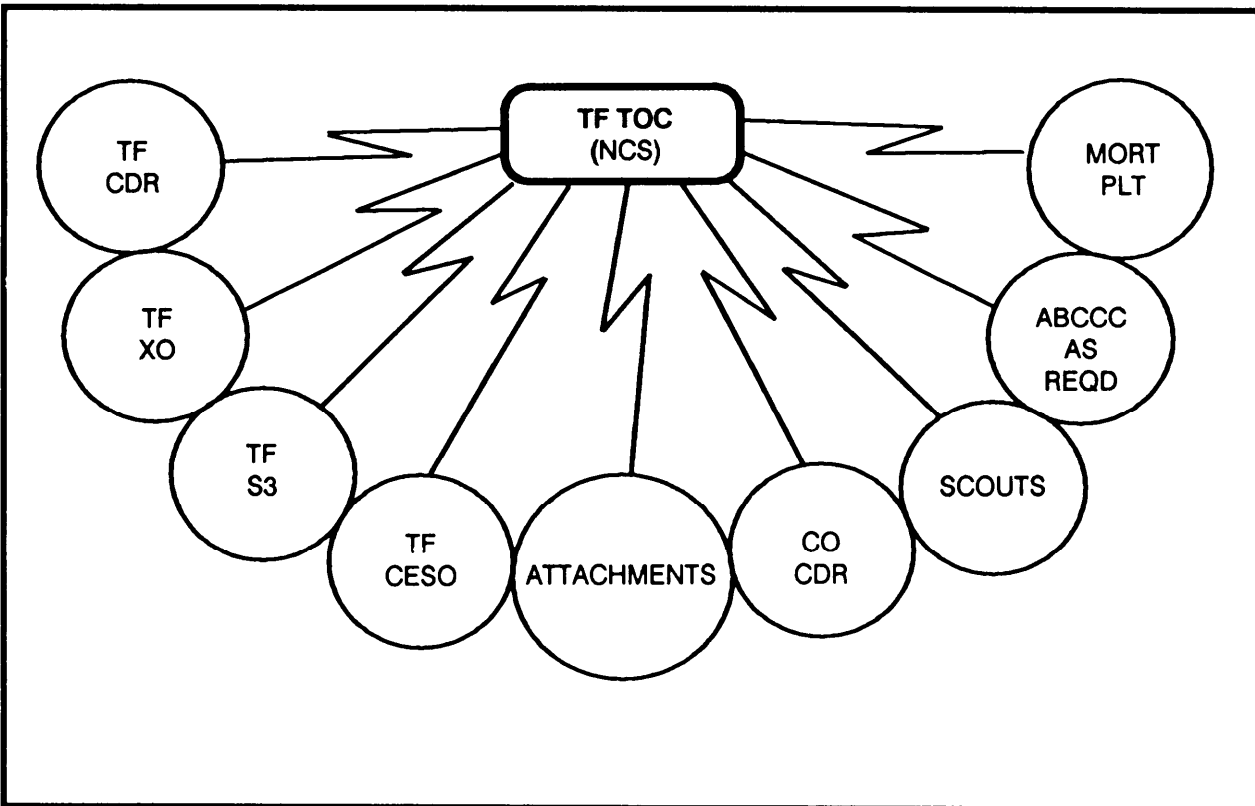 TF TOC
(NCS)
TF
CDR
TF
XO
TF
S3
TF
CESO
ATTACHMENTS
CO
CDR
SCOUTS
ABCCC
AS
REQD
MORT
PLT